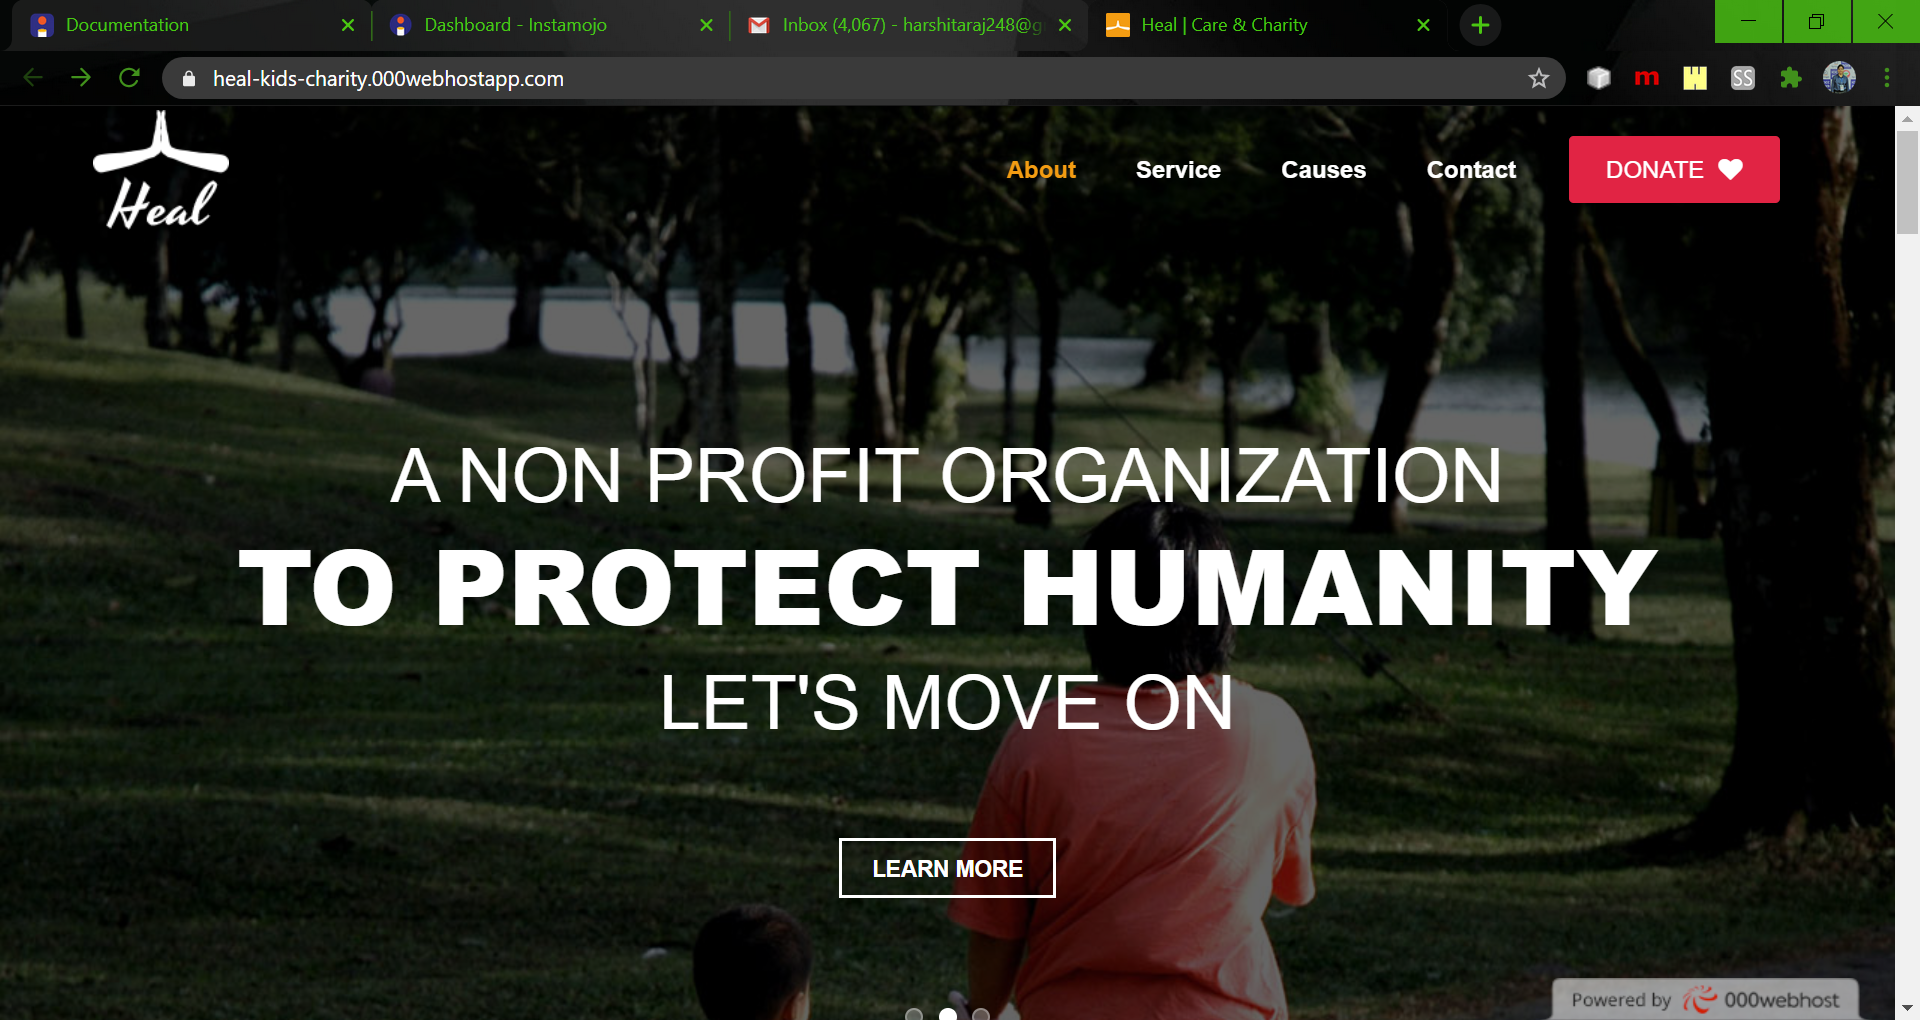 Documentation
Dashboard - Instamojo
Inbox (4,067) - harshitaraj248@g
Heal | Care & Charity
heal-kids-charity.000webhostapp.com
m
SS
Heal
About
Service
Causes
Contact
DONATE
A NON PROFIT ORGANIZATION
TO PROTECT HUMANITY
LET'S MOVE ON
LEARN MORE
Powered by 000webhost